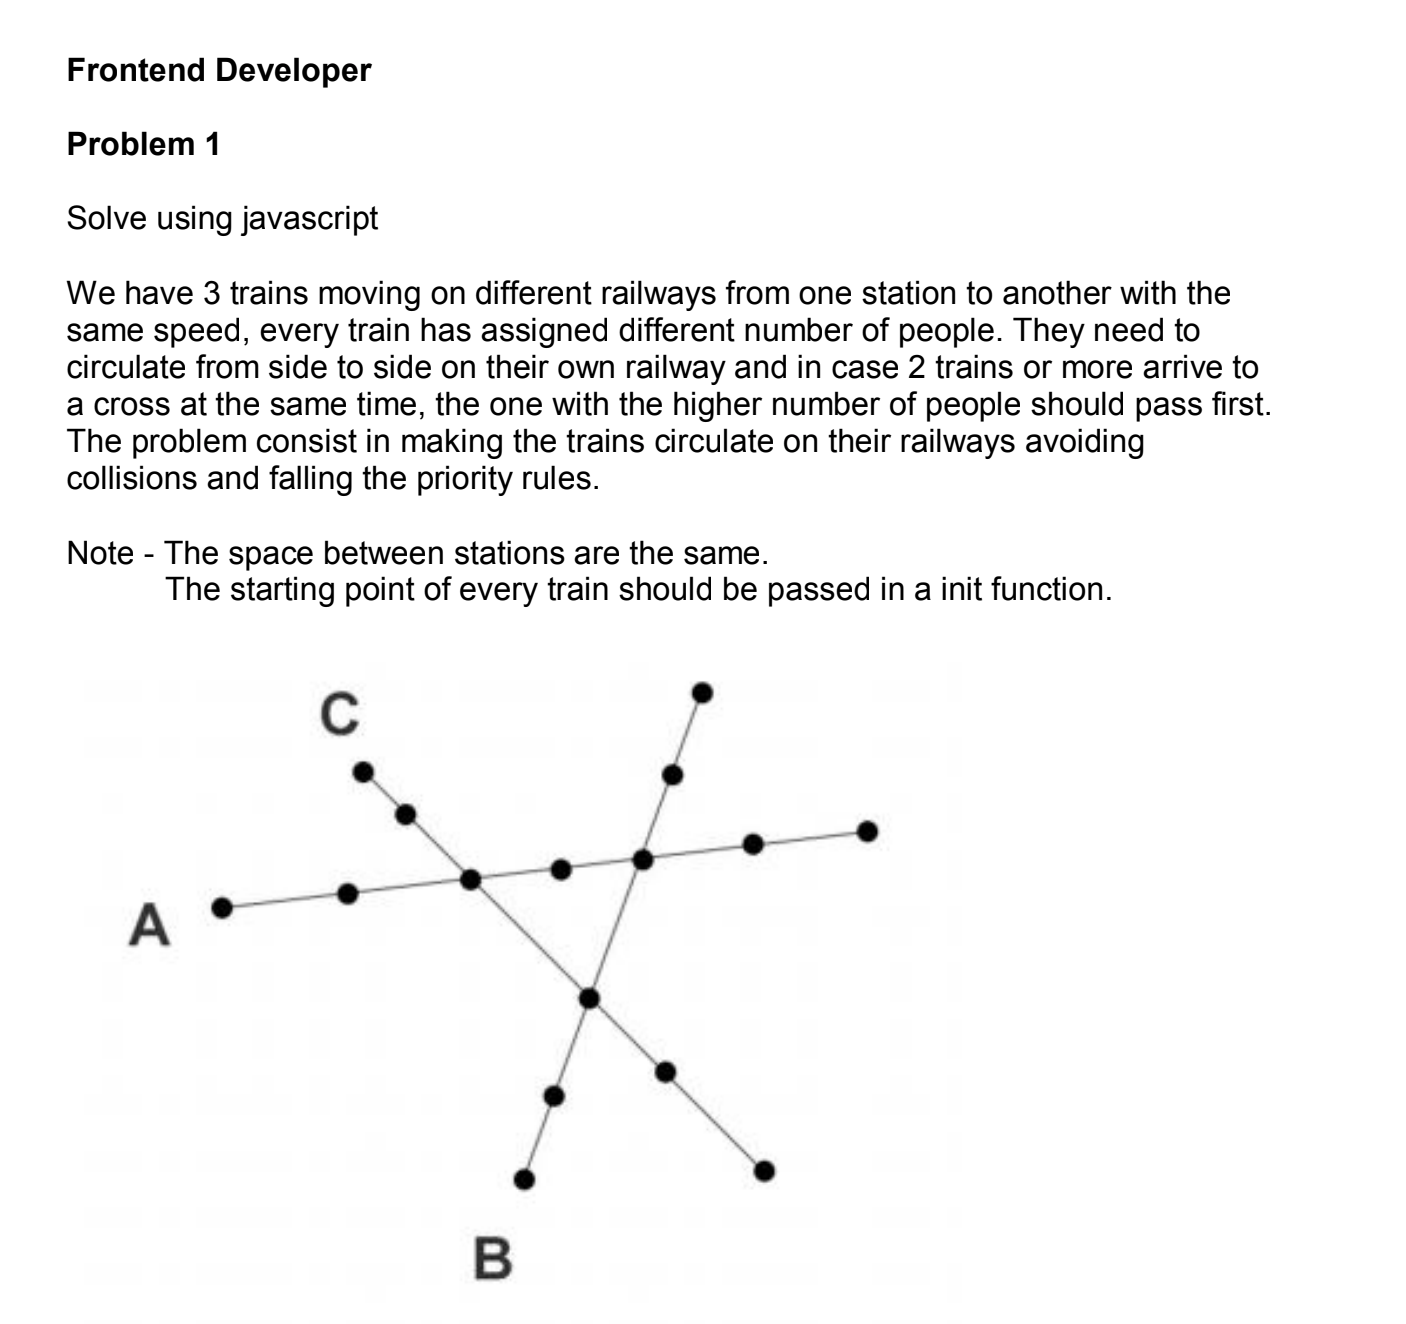 Frontend Developer
Problem 1
Solve using javascript
We have 3 trains moving on different railways from one station to another with the
same speed, every train has assigned different number of people. They need to
circulate from side to side on their own railway and in case 2 trains or more arrive to
a cross at the same time, the one with the higher number of people should pass first.
The problem consist in making the trains circulate on their railways avoiding
collisions and falling the priority rules.
Note - The space between stations are the same.
The starting point of every train should be passed in a init function.
C
A
B